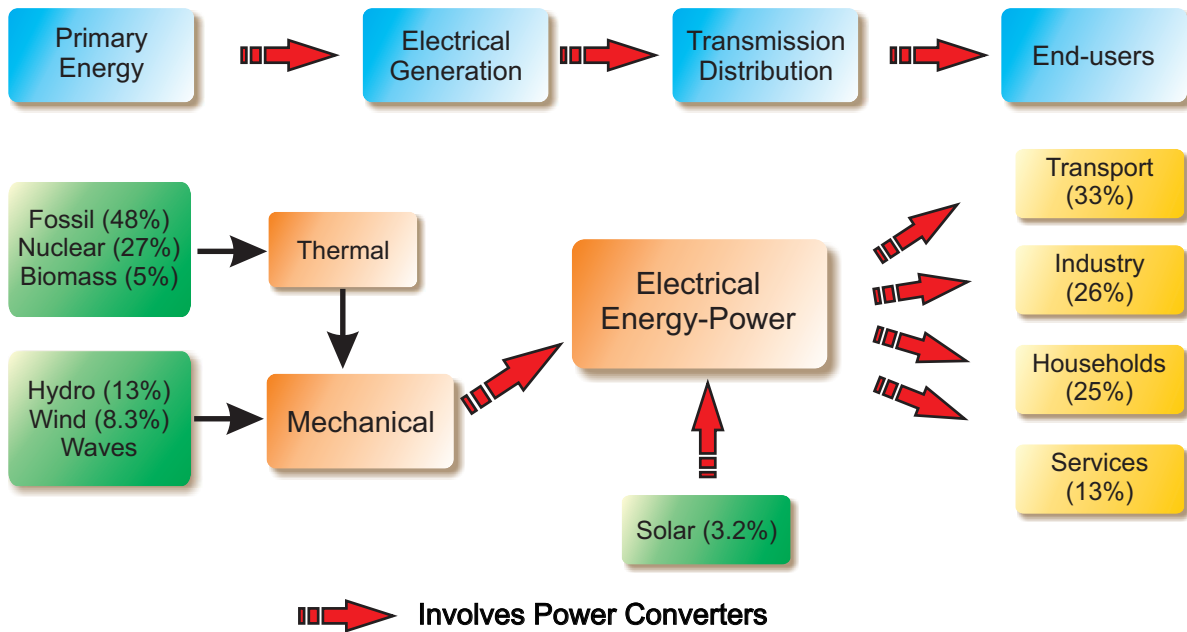 Primary
Energy
Electrical
Generation
Transmission
Distribution
End-users
Fossil (48%)
Nuclear (27%)
Biomass (5%)
Thermal
Hydro (13%)
Wind (8.3%)
Waves
Mechanical
Electrical
Energy-Power
Solar (3.2%)
Transport
(33%)
Industry
(26%)
Households
(25%)
Services
(13%)
Involves Power Converters